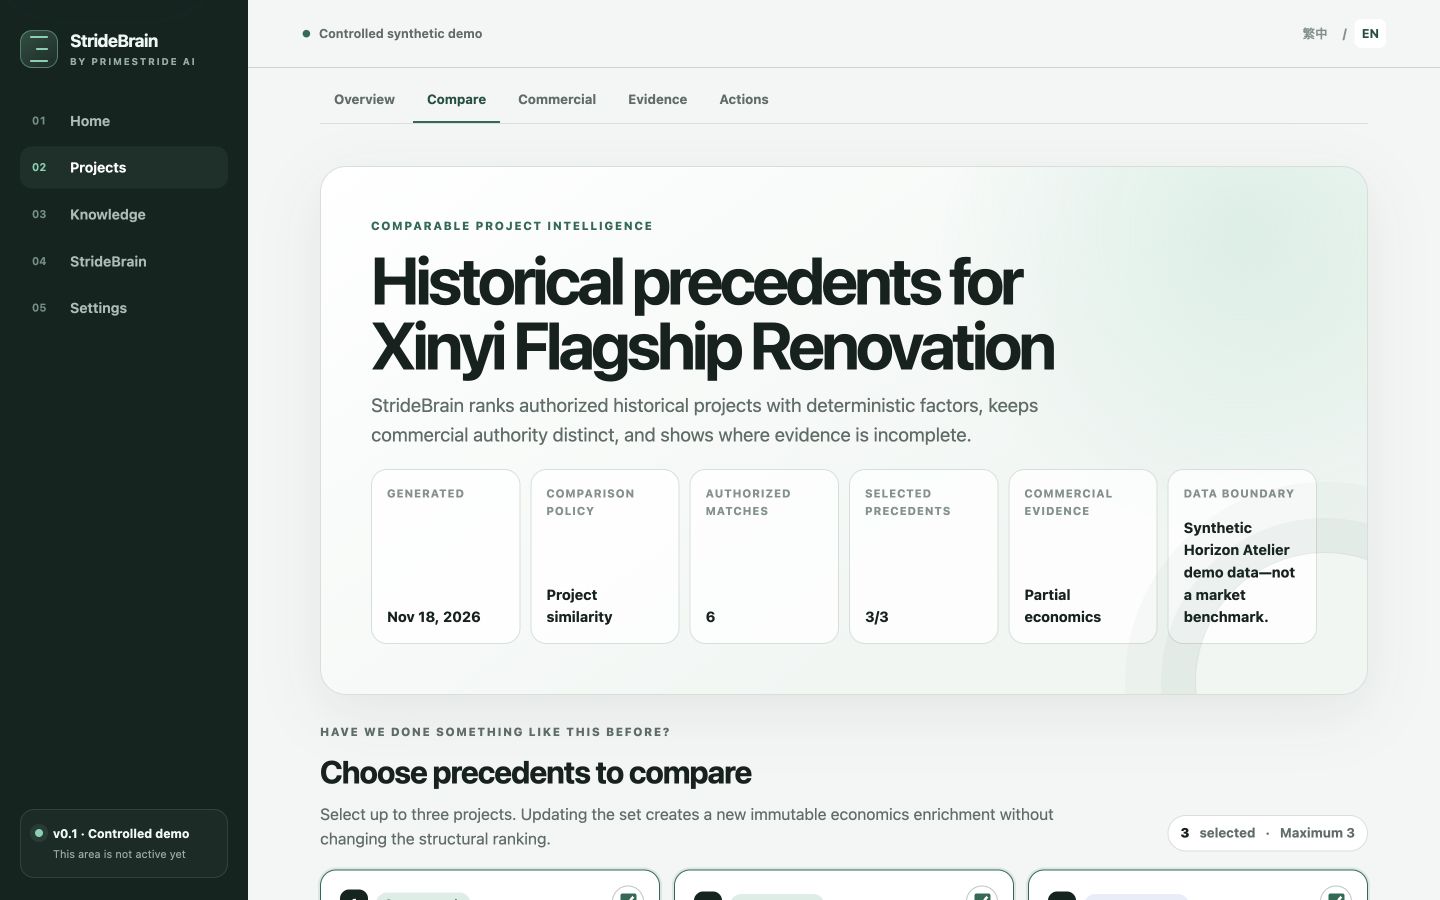 StrideBrain
BY PRIMESTRIDE AI
01 Home
02 Projects
03 Knowledge
04 StrideBrain
05 Settings
v0.1 · Controlled demo
This area is not active yet
Controlled synthetic demo
繁中 / EN
Overview Compare Commercial Evidence Actions
COMPARABLE PROJECT INTELLIGENCE
Historical precedents for
Xinyi Flagship Renovation
StrideBrain ranks authorized historical projects with deterministic factors, keeps
commercial authority distinct, and shows where evidence is incomplete.
GENERATED
Nov 18, 2026
COMPARISON
POLICY
Project
similarity
AUTHORIZED
MATCHES
6
SELECTED
PRECEDENTS
3/3
COMMERCIAL
EVIDENCE
Partial
economics
DATA BOUNDARY
Synthetic
Horizon Atelier
demo data—not
a market
benchmark.
HAVE WE DONE SOMETHING LIKE THIS BEFORE?
Choose precedents to compare
Select up to three projects. Updating the set creates a new immutable economics enrichment without
changing the structural ranking.
3 selected · Maximum 3